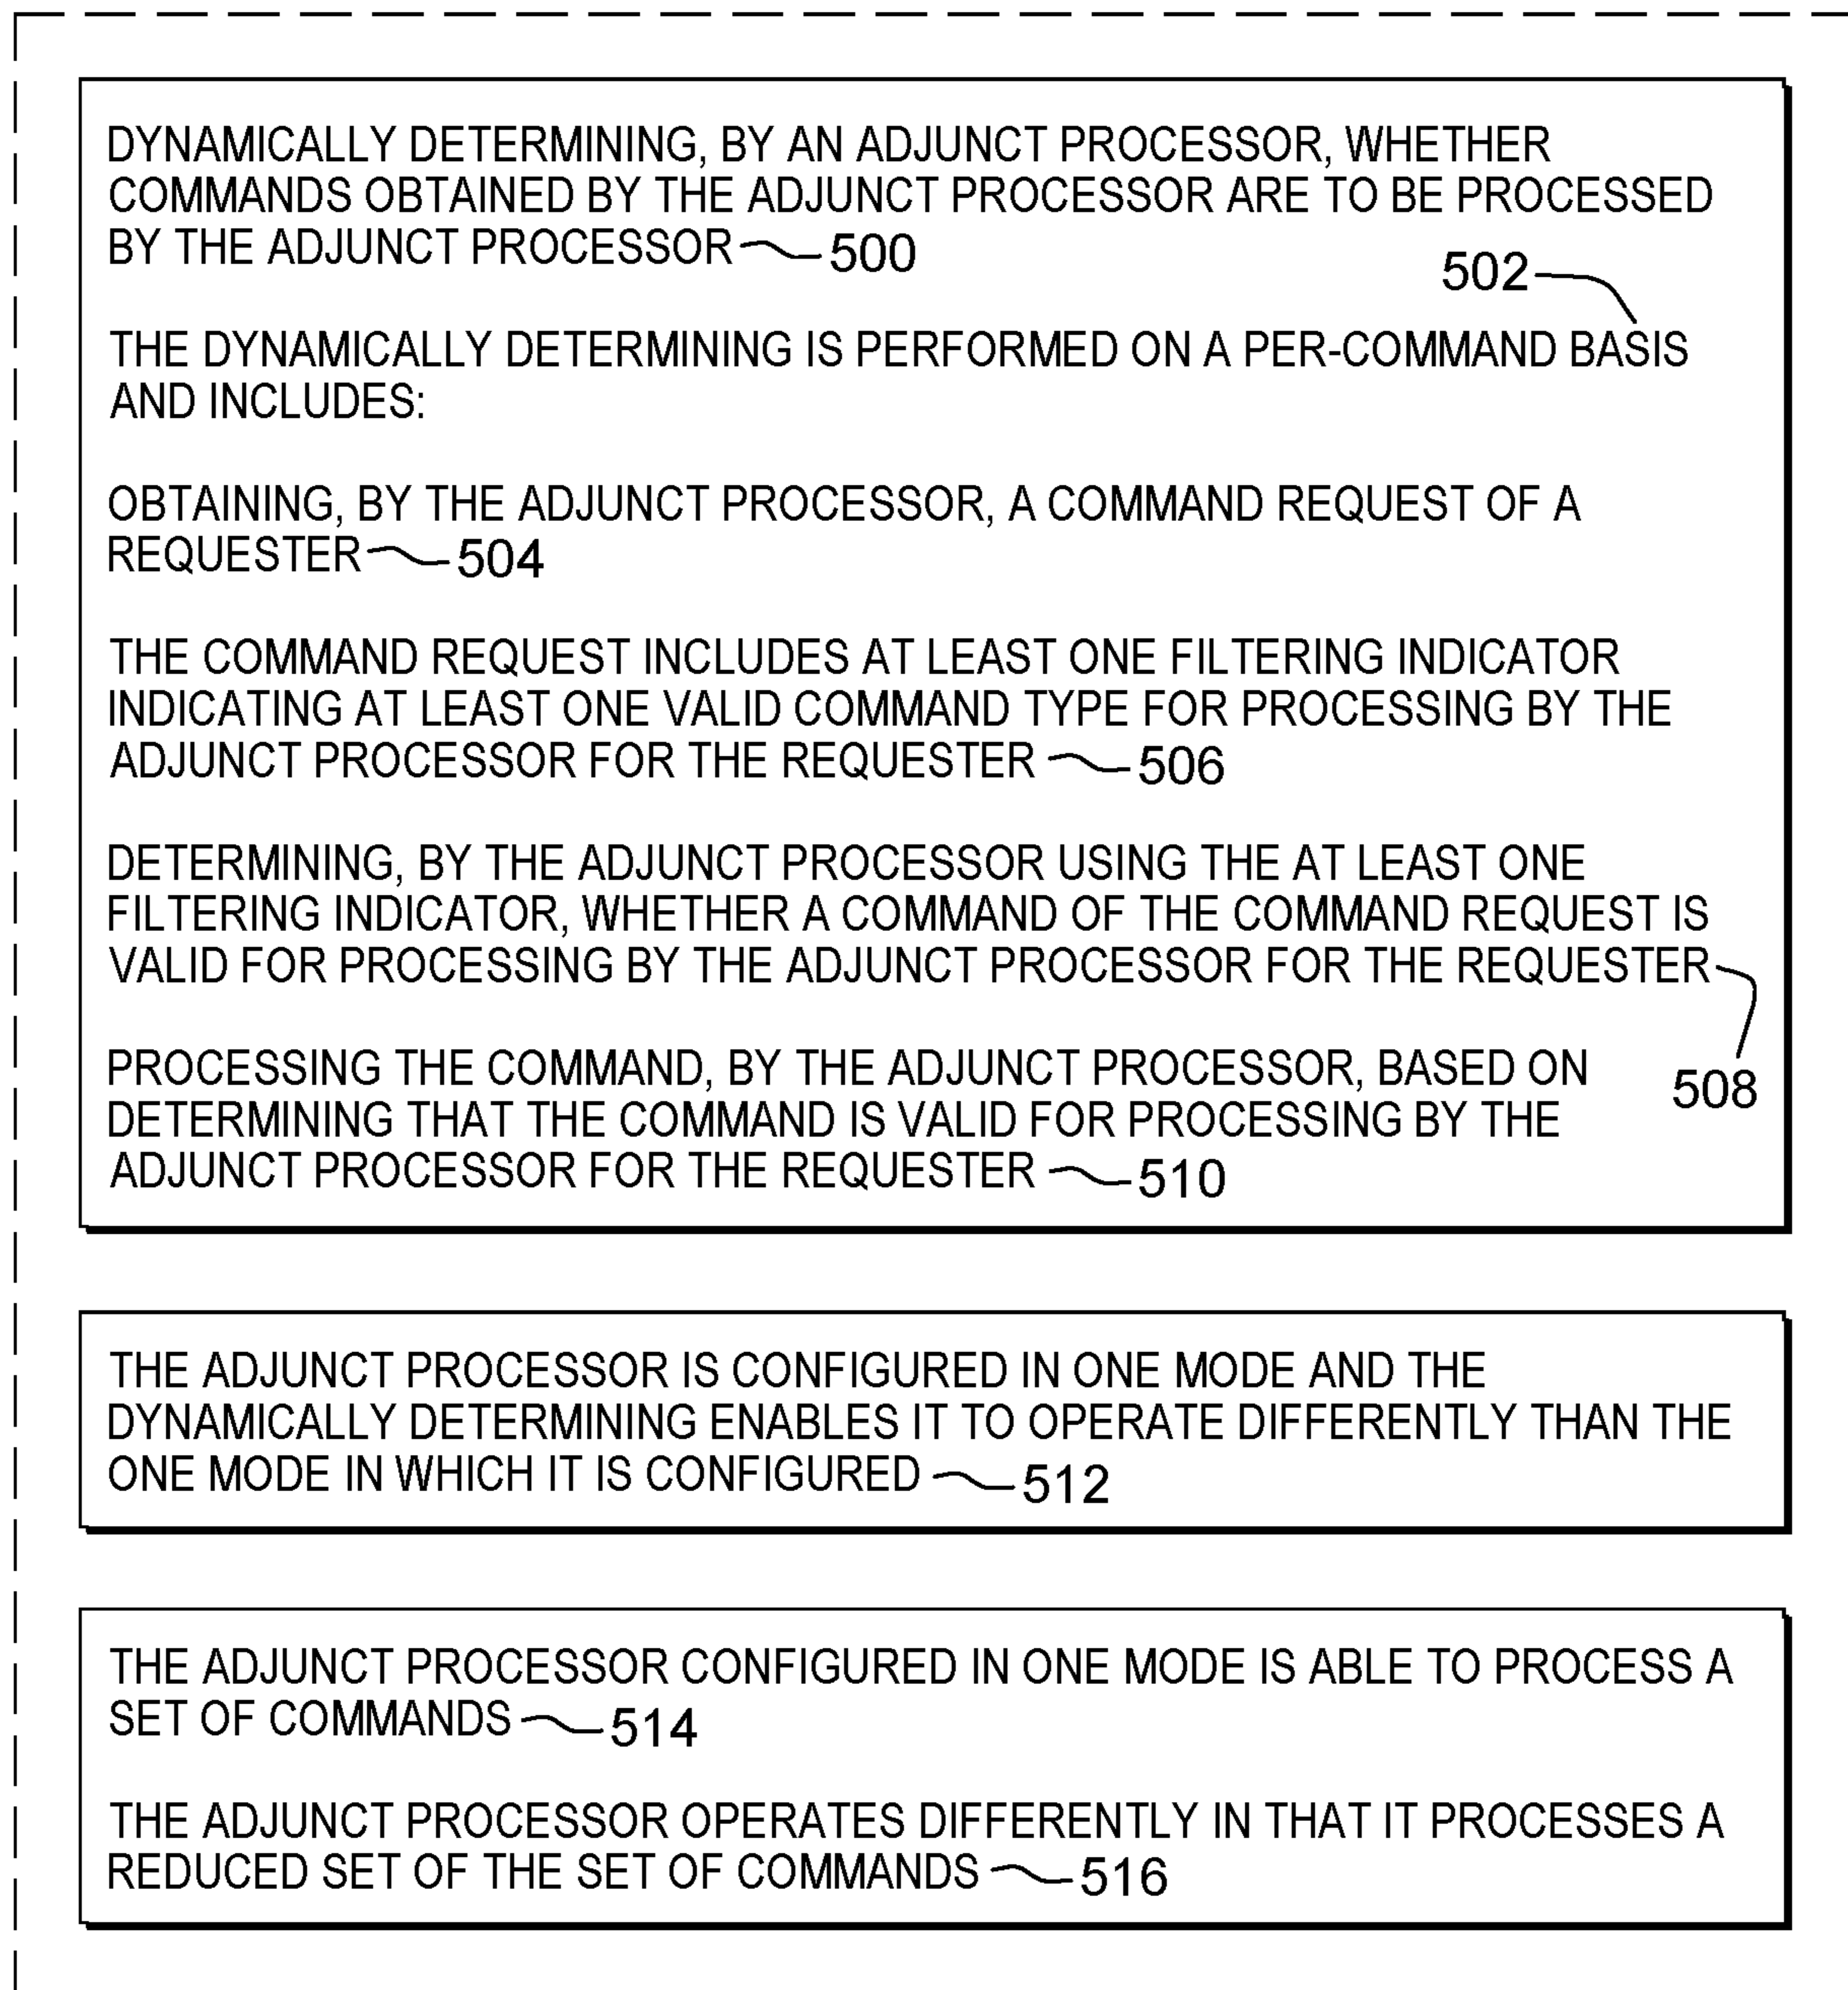 DYNAMICALLY DETERMINING, BY AN ADJUNCT PROCESSOR, WHETHER
COMMANDS OBTAINED BY THE ADJUNCT PROCESSOR ARE TO BE PROCESSED
BY THE ADJUNCT PROCESSOR 500
502
THE DYNAMICALLY DETERMINING IS PERFORMED ON A PER-COMMAND BASIS
AND INCLUDES:
OBTAINING, BY THE ADJUNCT PROCESSOR, A COMMAND REQUEST OF A
REQUESTER 504
THE COMMAND REQUEST INCLUDES AT LEAST ONE FILTERING INDICATOR
INDICATING AT LEAST ONE VALID COMMAND TYPE FOR PROCESSING BY THE
ADJUNCT PROCESSOR FOR THE REQUESTER 506
DETERMINING, BY THE ADJUNCT PROCESSOR USING THE AT LEAST ONE
FILTERING INDICATOR, WHETHER A COMMAND OF THE COMMAND REQUEST IS
VALID FOR PROCESSING BY THE ADJUNCT PROCESSOR FOR THE REQUESTER
508
PROCESSING THE COMMAND, BY THE ADJUNCT PROCESSOR, BASED ON
DETERMINING THAT THE COMMAND IS VALID FOR PROCESSING BY THE
ADJUNCT PROCESSOR FOR THE REQUESTER 510
THE ADJUNCT PROCESSOR IS CONFIGURED IN ONE MODE AND THE
DYNAMICALLY DETERMINING ENABLES IT TO OPERATE DIFFERENTLY THAN THE
ONE MODE IN WHICH IT IS CONFIGURED 512
THE ADJUNCT PROCESSOR CONFIGURED IN ONE MODE IS ABLE TO PROCESS A
SET OF COMMANDS 514
THE ADJUNCT PROCESSOR OPERATES DIFFERENTLY IN THAT IT PROCESSES A
REDUCED SET OF THE SET OF COMMANDS 516